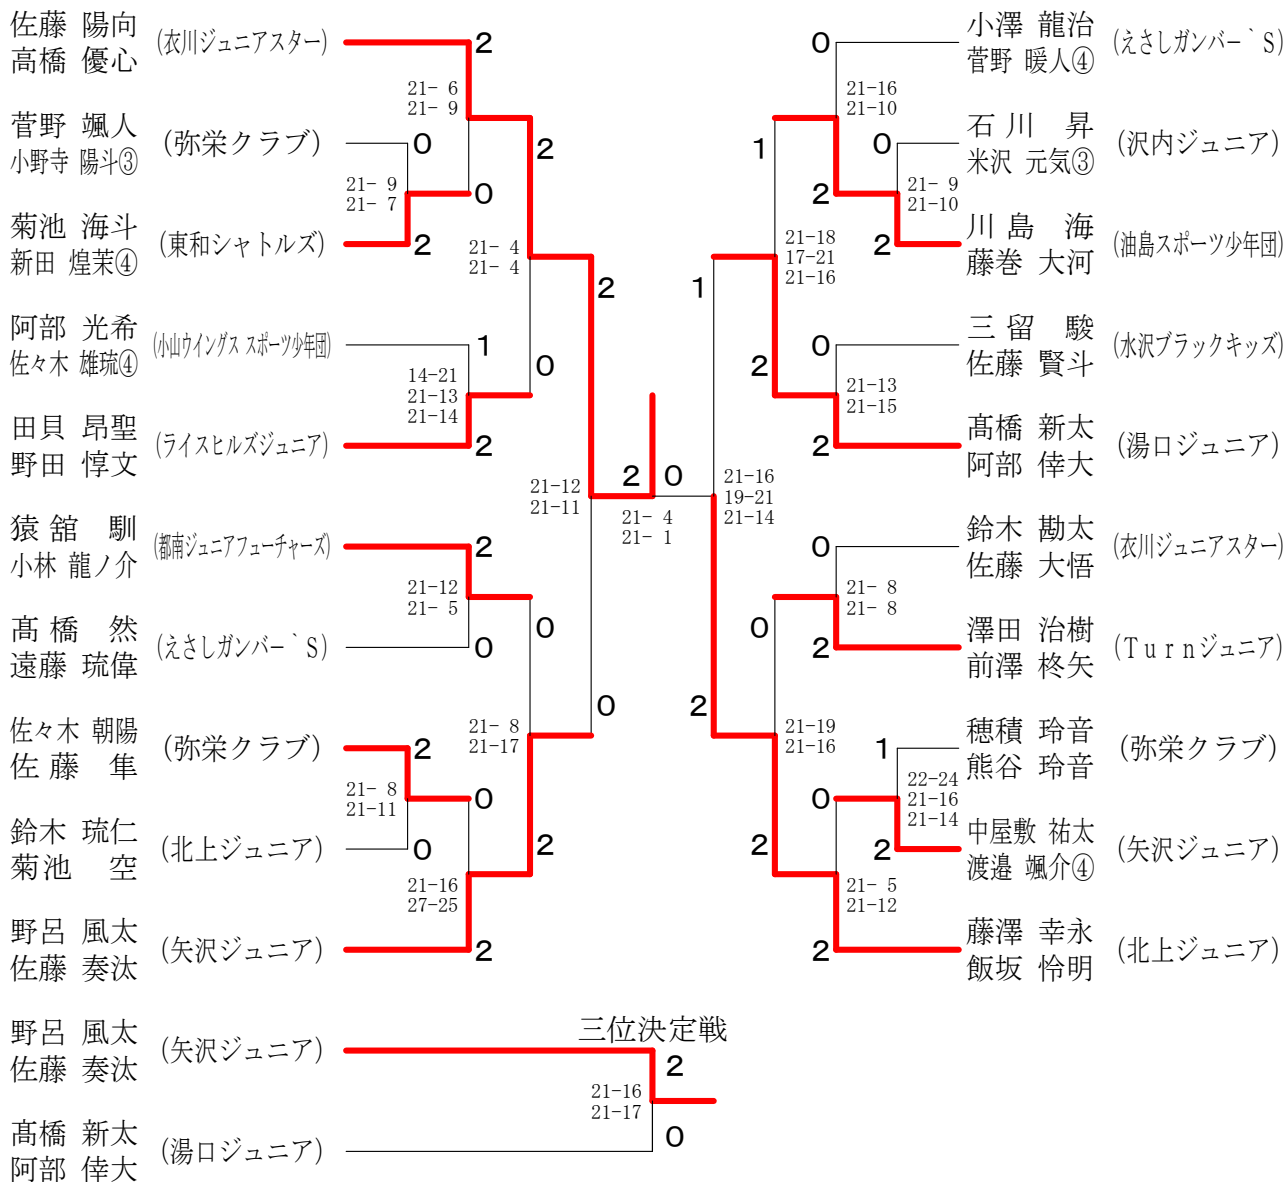 佐藤 陽向
高橋 優心
(衣川ジュニアスター)
2
21- 6
21- 9
菅野 颯人
小野寺 陽斗③
(弥栄クラブ)
0
21- 9
21- 7
0
菊池 海斗
新田 煌茉④
(東和シャトルズ)
2
2
21- 4
21- 4
阿部 光希
佐々木 雄琉④
(小山ウイングス スポーツ少年団)
1
14-21
21-13
21-14
0
田貝 昂聖
野田 惇文
(ライスヒルズジュニア)
2
2
21-12
21-11
猿舘 馴
小林 龍ノ介
(都南ジュニアフューチャーズ)
2
21-12
21- 5
髙橋 然
遠藤 琉偉
(えさしガンバー`S)
0
0
21- 8
21-17
0
佐々木 朝陽
佐藤 隼
(弥栄クラブ)
2
21- 8
21-11
0
鈴木 琉仁
菊池 空
(北上ジュニア)
0
21-16
27-25
2
野呂 風太
佐藤 奏汰
(矢沢ジュニア)
2
2
0
21- 4
21- 1
小澤 龍治
菅野 暖人④
(えさしガンバー`S)
0
21-16
21-10
石川 昇
米沢 元気③
(沢内ジュニア)
0
21- 9
21-10
2
川島 海
藤巻 大河
(油島スポーツ少年団)
2
1
21-18
17-21
21-16
三留 駿
佐藤 賢斗
(水沢ブラックキッズ)
0
21-13
21-15
2
髙橋 新太
阿部 倖大
(湯口ジュニア)
2
1
21-16
19-21
21-14
鈴木 勘太
佐藤 大悟
(衣川ジュニアスター)
0
21- 8
21- 8
澤田 治樹
前澤 柊矢
(Turnジュニア)
2
0
21-19
21-16
2
穂積 玲音
熊谷 玲音
(弥栄クラブ)
1
22-24
21-16
21-14
0
中屋敷 祐太
渡邉 颯介④
(矢沢ジュニア)
2
2
21- 5
21-12
藤澤 幸永
飯坂 怜明
(北上ジュニア)
2
三位決定戦
野呂 風太
佐藤 奏汰
(矢沢ジュニア)
2
21-16
21-17
髙橋 新太
阿部 倖大
(湯口ジュニア)
0